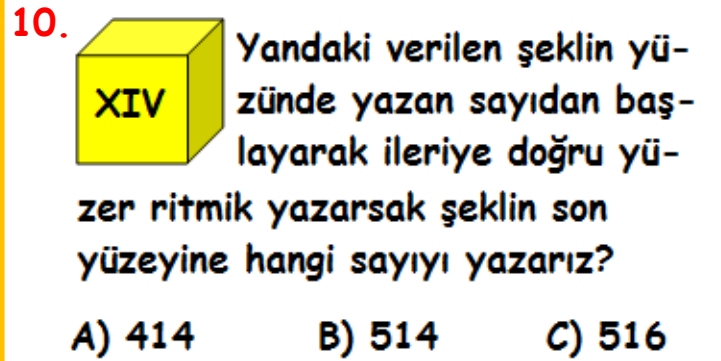 10.
XIV
Yandaki verilen şeklin yü-
zünde yazan sayıdan baş-
layarak ileriye doğru yü-
zer ritmik yazarsak şeklin son
yüzeyine hangi sayıyı yazarız?
A) 414 B) 514 C) 516